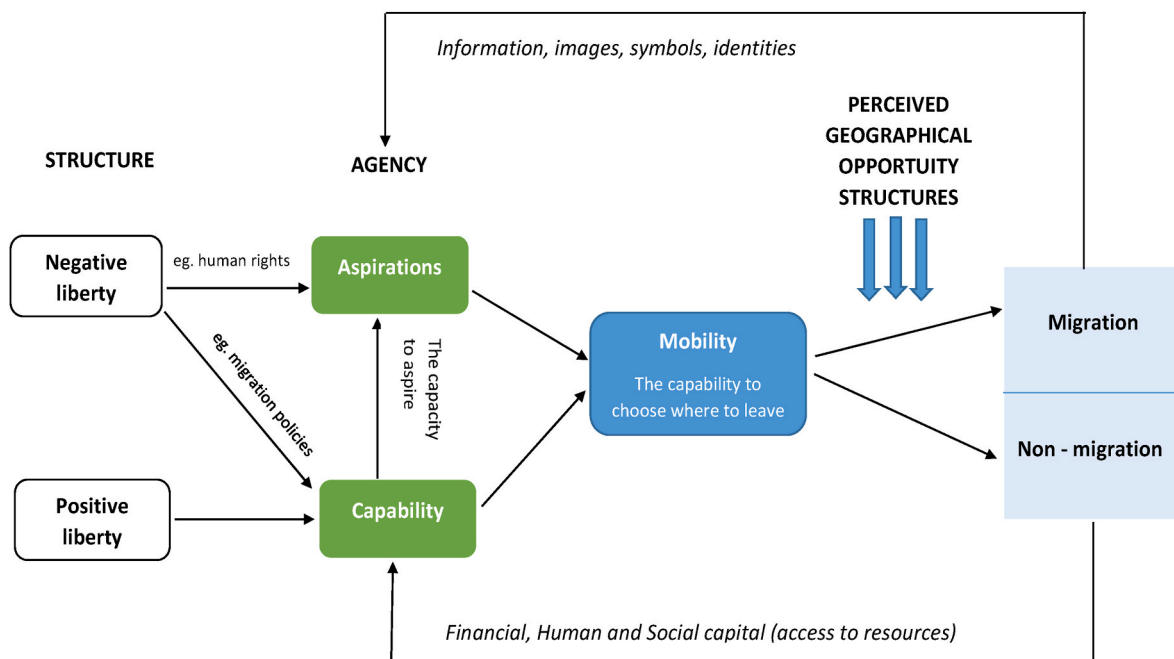 Information, images, symbols, identities
PERCEIVED
GEOGRAPHICAL
OPPORTUITY
STRUCTURES
STRUCTURE
AGENCY
Negative
liberty
eg. human rights
Aspirations
eg. migration policies
The capacity
to aspire
Mobility
The capability to
choose where to leave
Migration
Non - migration
Positive
liberty
Capability
Financial, Human and Social capital (access to resources)